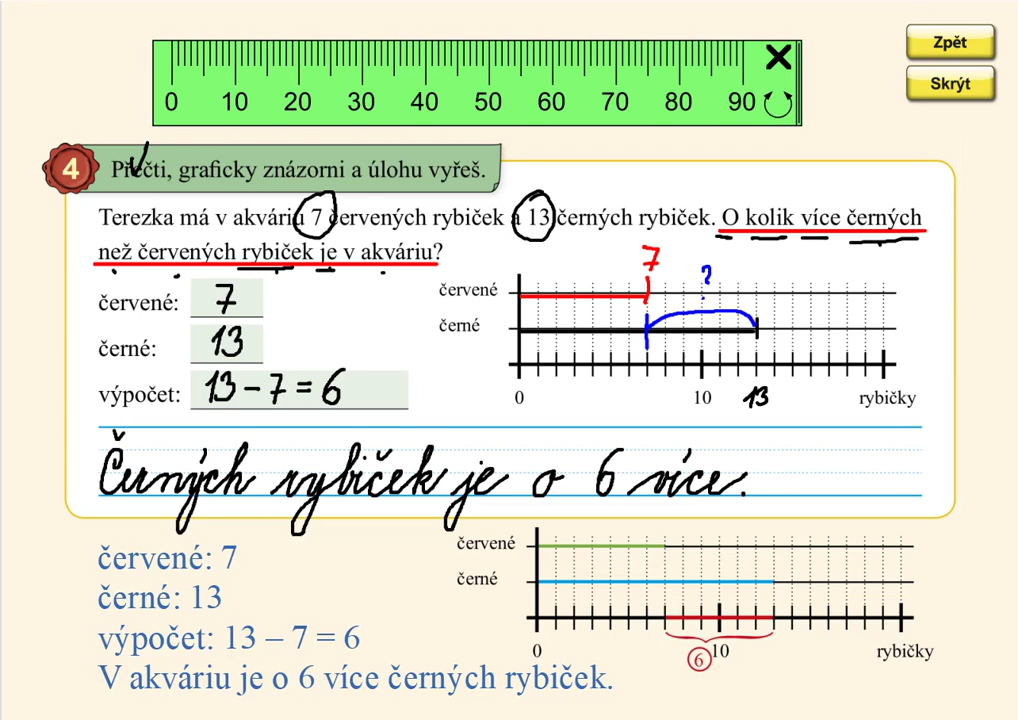 Zpět
Skrýt
0 10 20 30 40 50 60 70 80 90
4 Přečti, graficky znázorni a úlohu vyřeš.
Terezka má v akváriu 7 červených rybiček a 13 černých rybiček. O kolik více černých
než červených rybiček je v akváriu?
7 ?
červené: 7
černé: 13
výpočet: 13 – 7 = 6
červené
černé
0 10 13 rybičky
Černých rybiček je o 6 více.
červené: 7
černé: 13
výpočet: 13 – 7 = 6
V akváriu je o 6 více černých rybiček.
červené
černé
0 6 10 rybičky